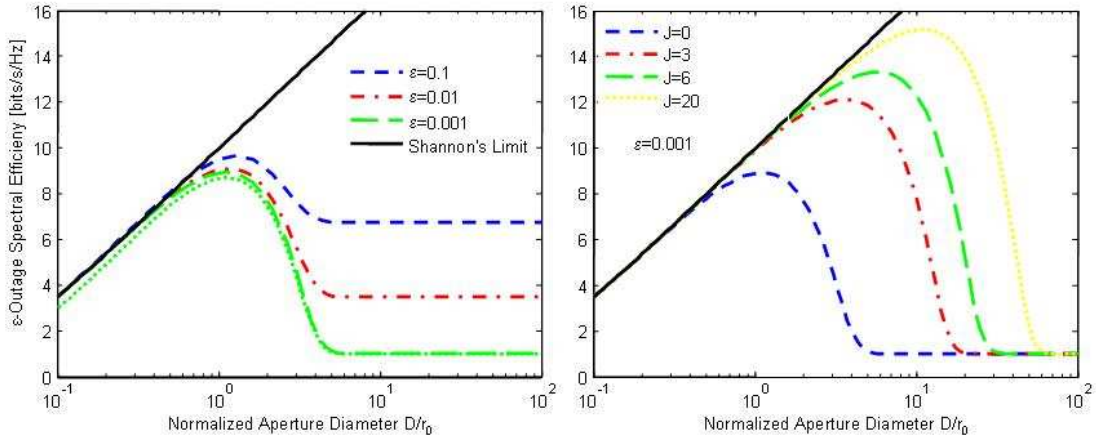 ε-Outage Spectral Efficieny [bits/s/Hz]
16
14
12
10
8
6
4
2
0
ε=0.1
ε=0.01
ε=0.001
Shannon's Limit
10^-1
10^0
10^1
10^2
Normalized Aperture Diameter D/r_0
16
14
12
10
8
6
4
2
0
J=0
J=3
J=6
J=20
ε=0.001
10^-1
10^0
10^1
10^2
Normalized Aperture Diameter D/r_0